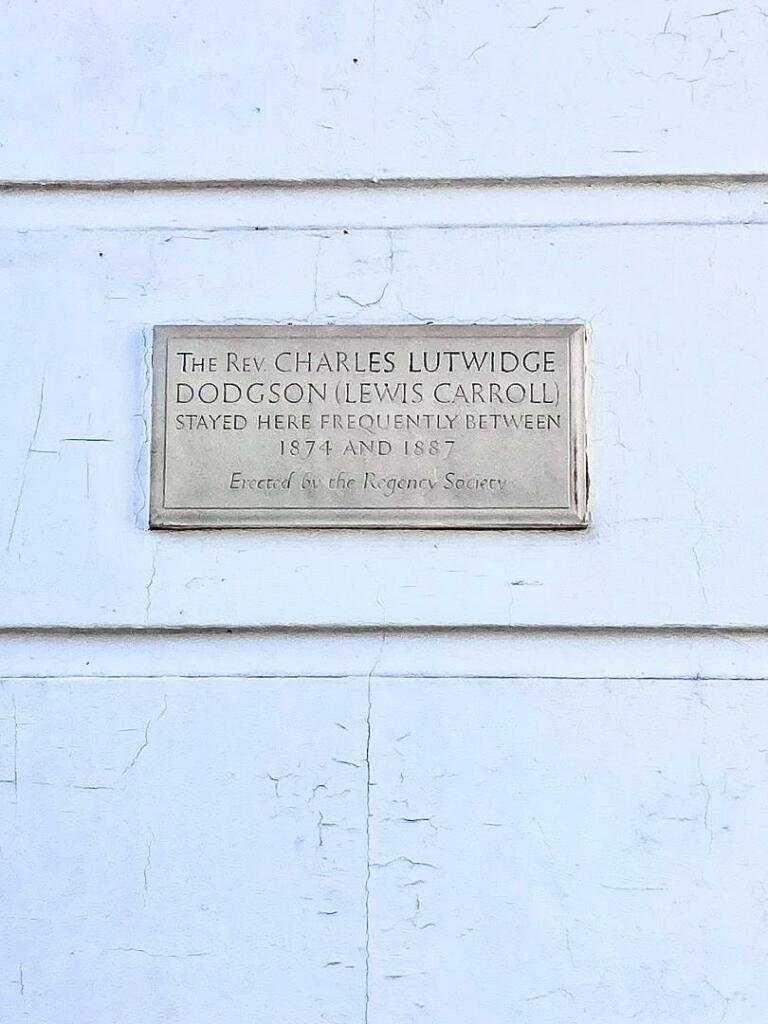 The Rev. CHARLES LUTWIDGE
DODGSON (LEWIS CARROLL)
STAYED HERE FREQUENTLY BETWEEN
1874 AND 1887
Erected by the Regency Society